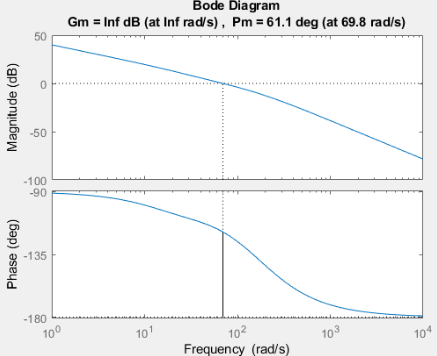 Bode Diagram
Gm = Inf dB (at Inf rad/s) , Pm = 61.1 deg (at 69.8 rad/s)
50
0
-50
-100
Magnitude (dB)
-90
-135
-180
Phase (deg)
10^0 10^1 10^2 10^3 10^4
Frequency (rad/s)